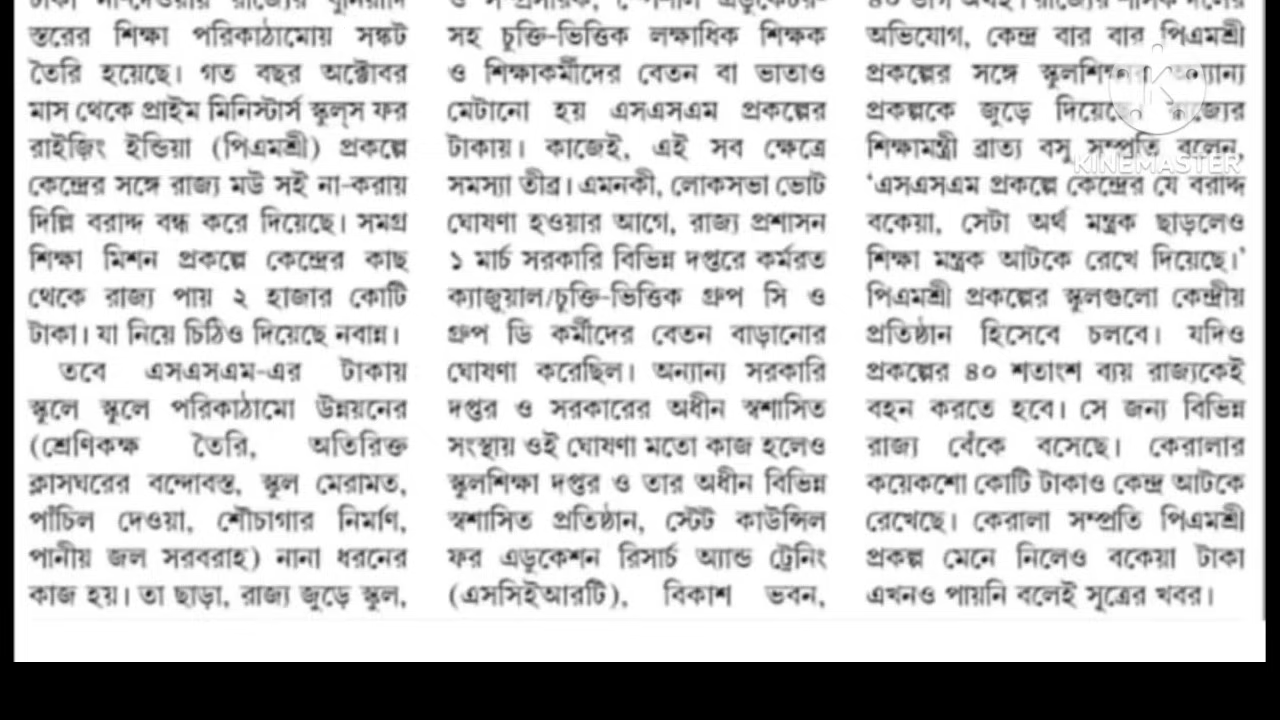 স্তরের শিক্ষা পরিকাঠামোয় সঙ্কট
তৈরি হয়েছে। গত বছর অক্টোবর
মাস থেকে প্রাইম মিনিস্টার্স স্কুল্‌স ফর
রাইজ়িং ইন্ডিয়া (পিএমশ্রী) প্রকল্পে
কেন্দ্রের সঙ্গে রাজ্য মউ সই না-করায়
দিল্লি বরাদ্দ বন্ধ করে দিয়েছে। সমগ্র
শিক্ষা মিশন প্রকল্পে কেন্দ্রের কাছ
থেকে রাজ্য পায় ২ হাজার কোটি
টাকা। যা নিয়ে চিঠিও দিয়েছে নবান্ন।
তবে এসএসএম-এর টাকায়
স্কুলে স্কুলে পরিকাঠামো উন্নয়নের
(শ্রেণিকক্ষ তৈরি, অতিরিক্ত
ক্লাসঘরের বন্দোবস্ত, স্কুল মেরামত,
পাঁচিল দেওয়া, শৌচাগার নির্মাণ,
পানীয় জল সরবরাহ) নানা ধরনের
কাজ হয়। তা ছাড়া, রাজ্য জুড়ে স্কুল,
সহ চুক্তি-ভিত্তিক লক্ষাধিক শিক্ষক
ও শিক্ষাকর্মীদের বেতন বা ভাতাও
মেটানো হয় এসএসএম প্রকল্পের
টাকায়। কাজেই, এই সব ক্ষেত্রে
সমস্যা তীব্র। এমনকী, লোকসভা ভোট
ঘোষণা হওয়ার আগে, রাজ্য প্রশাসন
১ মার্চ সরকারি বিভিন্ন দপ্তরে কর্মরত
ক্যাজুয়াল/চুক্তি-ভিত্তিক গ্রুপ সি ও
গ্রুপ ডি কর্মীদের বেতন বাড়ানোর
ঘোষণা করেছিল। অন্যান্য সরকারি
দপ্তর ও সরকারের অধীন স্বশাসিত
সংস্থায় ওই ঘোষণা মতো কাজ হলেও
স্কুলশিক্ষা দপ্তর ও তার অধীন বিভিন্ন
স্বশাসিত প্রতিষ্ঠান, স্টেট কাউন্সিল
ফর এডুকেশন রিসার্চ অ্যান্ড ট্রেনিং
(এসসিইআরটি), বিকাশ ভবন,
অভিযোগ, কেন্দ্র বার বার পিএমশ্রী
প্রকল্পের সঙ্গে স্কুলশিক্ষার অন্যান্য
প্রকল্পকে জুড়ে দিয়েছে। রাজ্যের
শিক্ষামন্ত্রী ব্রাত্য বসু সম্প্রতি বলেন,
‘এসএসএম প্রকল্পে কেন্দ্রের যে বরাদ্দ
বকেয়া, সেটা অর্থ মন্ত্রক ছাড়লেও
শিক্ষা মন্ত্রক আটকে রেখে দিয়েছে।’
পিএমশ্রী প্রকল্পের স্কুলগুলো কেন্দ্রীয়
প্রতিষ্ঠান হিসেবে চলবে। যদিও
প্রকল্পের ৪০ শতাংশ ব্যয় রাজ্যকেই
বহন করতে হবে। সে জন্য বিভিন্ন
রাজ্য বেঁকে বসেছে। কেরালার
কয়েকশো কোটি টাকাও কেন্দ্র আটকে
রেখেছে। কেরালা সম্প্রতি পিএমশ্রী
প্রকল্প মেনে নিলেও বকেয়া টাকা
এখনও পায়নি বলেই সূত্রের খবর।
KINEMASTER